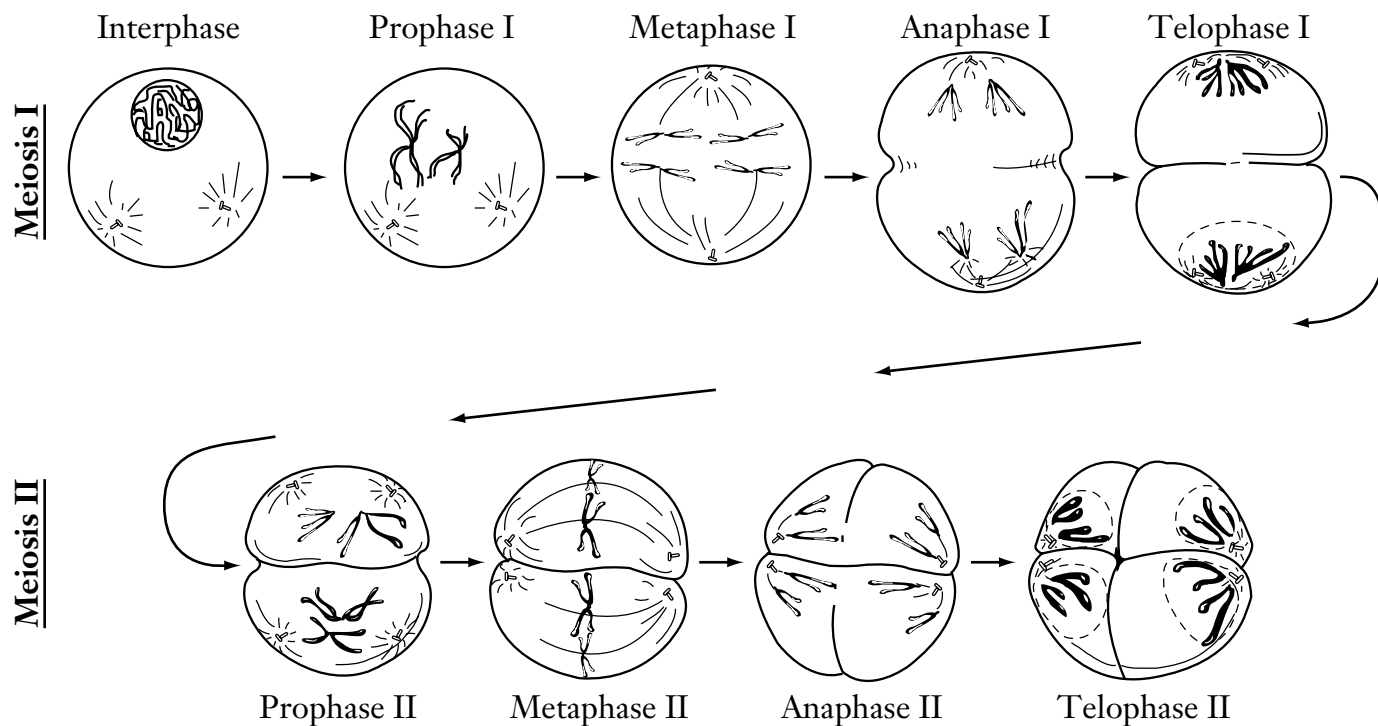 Interphase
Prophase I
Metaphase I
Anaphase I
Telophase I
Meiosis I
Meiosis II
Prophase II
Metaphase II
Anaphase II
Telophase II